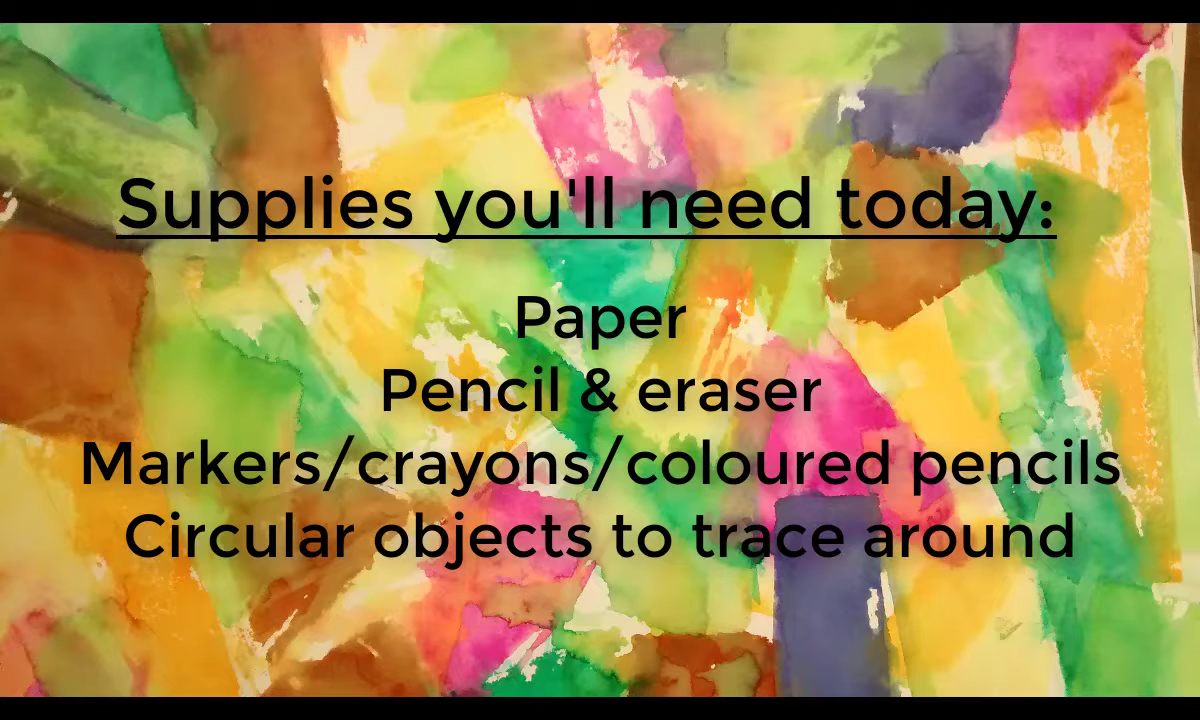 Supplies you'll need today:
Paper
Pencil & eraser
Markers/crayons/coloured pencils
Circular objects to trace around